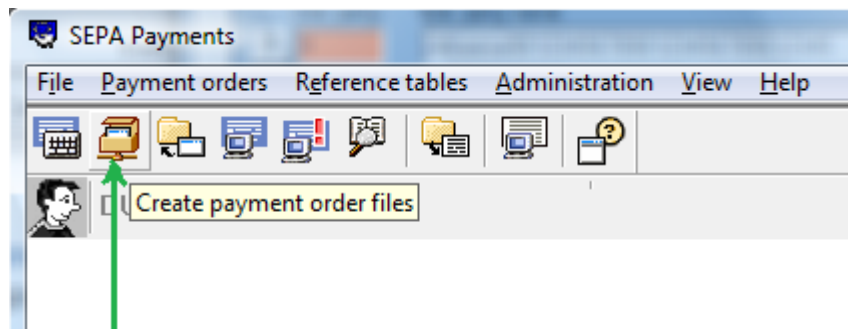 SEPA Payments
File Payment orders Reference tables Administration View Help
Create payment order files